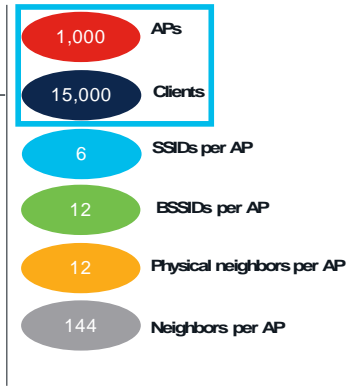 1,000 APs
15,000 Clients
6 SSIDs per AP
12 BSSIDs per AP
12 Physical neighbors per AP
144 Neighbors per AP